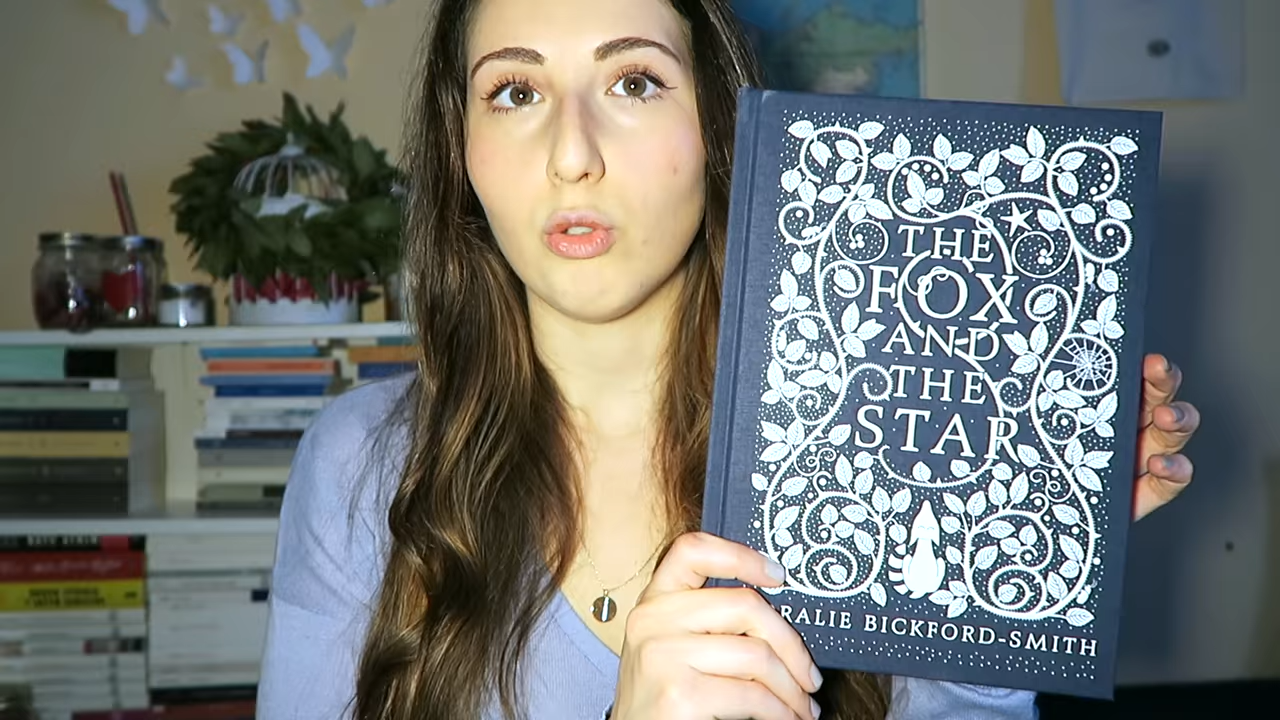 THE
FOX
AND
THE
STAR
RALIE BICKFORD-SMITH